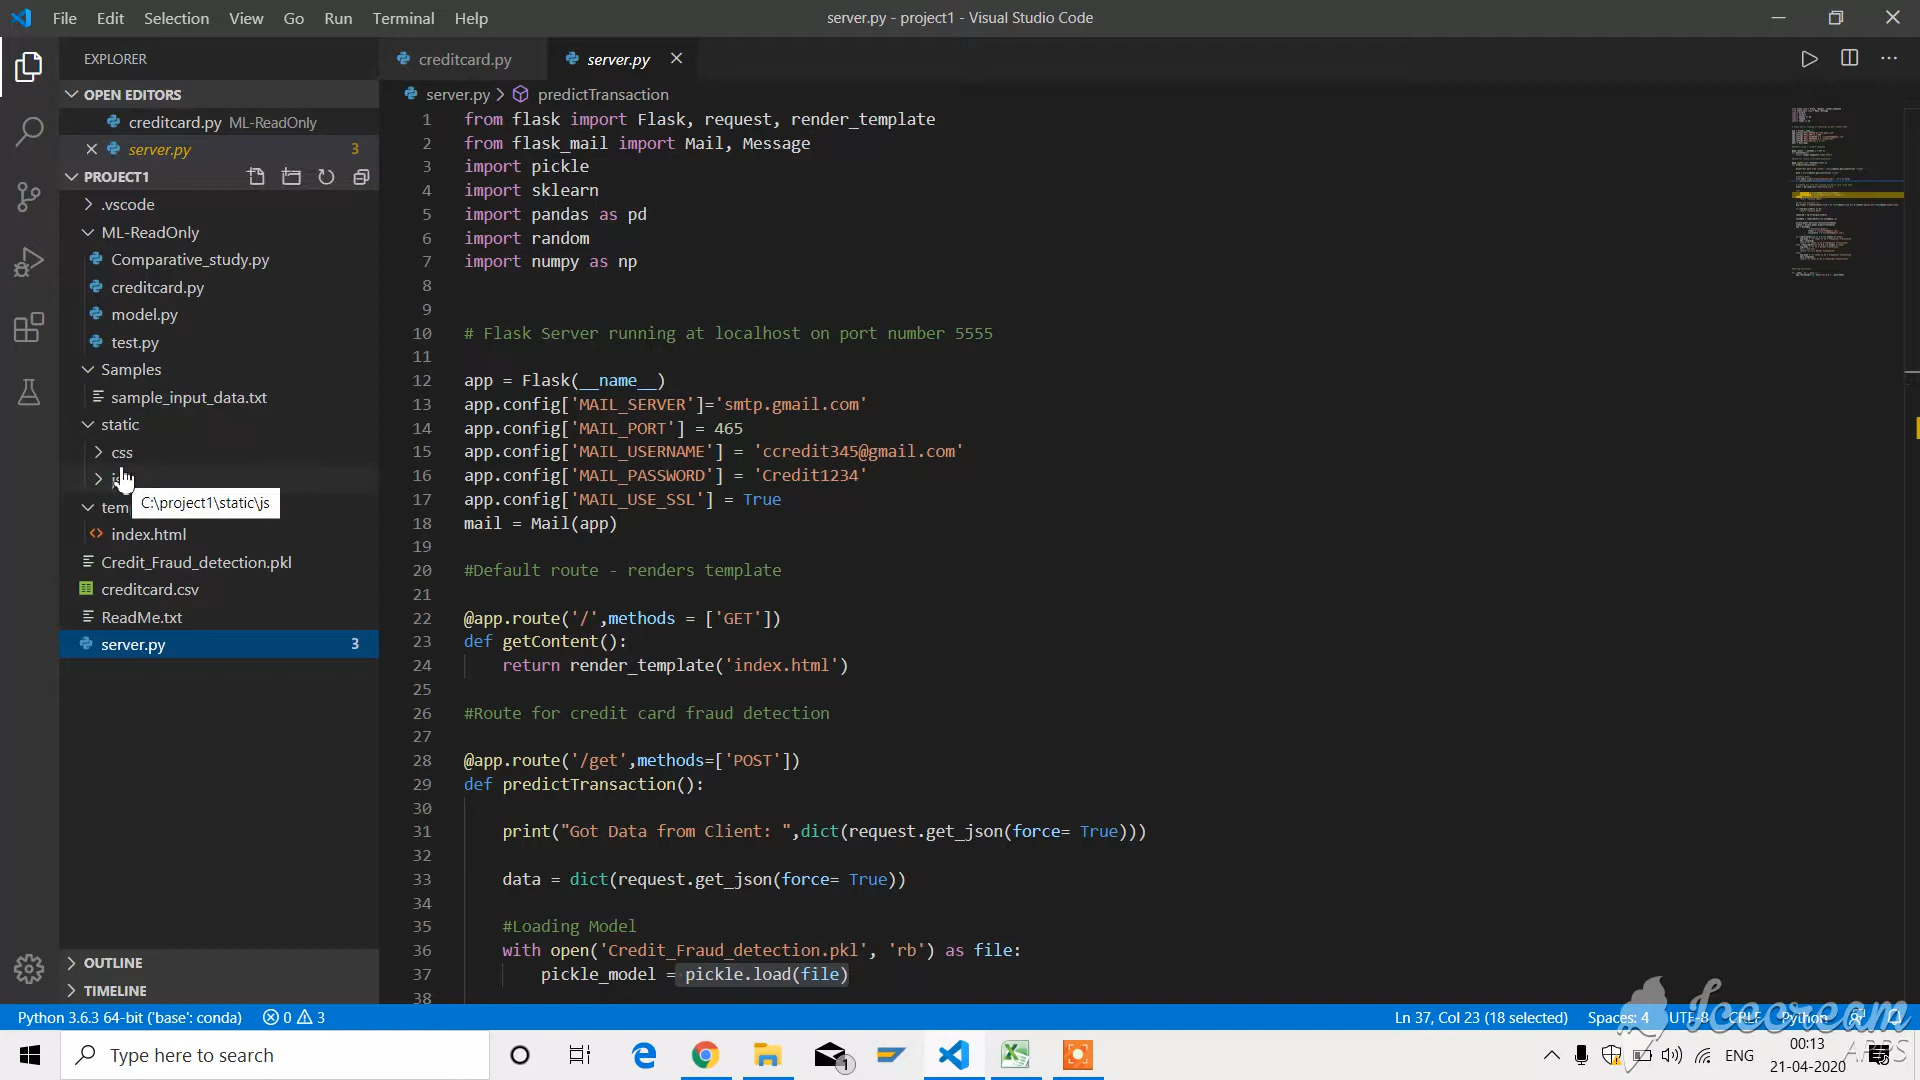 File Edit Selection View Go Run Terminal Help
server.py - project1 - Visual Studio Code
EXPLORER
OPEN EDITORS
creditcard.py ML-ReadOnly
server.py 3
PROJECT1
.vscode
ML-ReadOnly
Comparative_study.py
creditcard.py
model.py
test.py
Samples
sample_input_data.txt
static
css
C:\project1\static\js
tem
index.html
Credit_Fraud_detection.pkl
creditcard.csv
ReadMe.txt
server.py 3
OUTLINE
TIMELINE
creditcard.py server.py
server.py > predictTransaction
1 from flask import Flask, request, render_template
2 from flask_mail import Mail, Message
3 import pickle
4 import sklearn
5 import pandas as pd
6 import random
7 import numpy as np
8
9
10 # Flask Server running at localhost on port number 5555
11
12 app = Flask(__name__)
13 app.config['MAIL_SERVER']='smtp.gmail.com'
14 app.config['MAIL_PORT'] = 465
15 app.config['MAIL_USERNAME'] = 'ccredit345@gmail.com'
16 app.config['MAIL_PASSWORD'] = 'Credit1234'
17 app.config['MAIL_USE_SSL'] = True
18 mail = Mail(app)
19
20 #Default route - renders template
21
22 @app.route('/',methods = ['GET'])
23 def getContent():
24 return render_template('index.html')
25
26 #Route for credit card fraud detection
27
28 @app.route('/get',methods=['POST'])
29 def predictTransaction():
30
31 print("Got Data from Client: ",dict(request.get_json(force= True)))
32
33 data = dict(request.get_json(force= True))
34
35 #Loading Model
36 with open('Credit_Fraud_detection.pkl', 'rb') as file:
37 pickle_model = pickle.load(file)
38
Python 3.6.3 64-bit ('base': conda) 0 3
Ln 37, Col 23 (18 selected) Spaces: 4 UTF-8 CRLF Python
Icecream
APPS
Type here to search
1
ENG
00:13
21-04-2020